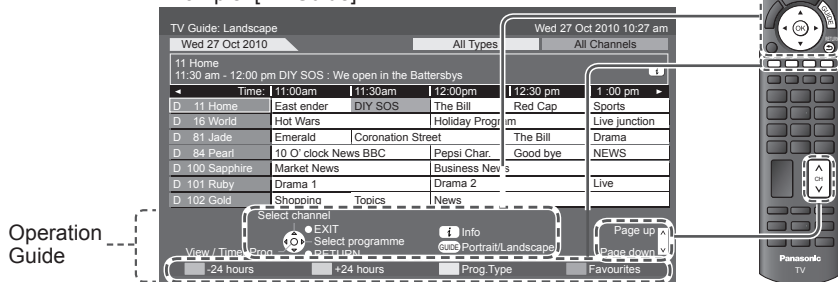 TV Guide: Landscape Wed 27 Oct 2010 10:27 am
Wed 27 Oct 2010 All Types All Channels
11 Home
11:30 am - 12:00 pm DIY SOS : We open in the Battersbys i
◄ Time: 11:00am 11:30am 12:00pm 12:30 pm 1 :00 pm ►
D 11 Home East ender DIY SOS The Bill Red Cap Sports
D 16 World Hot Wars Holiday Program Live junction
D 81 Jade Emerald Coronation Street The Bill Drama
D 84 Pearl 10 O' clock News BBC Pepsi Char. Good bye NEWS
D 100 Sapphire Market News Business News
D 101 Ruby Drama 1 Drama 2 Live
D 102 Gold Shopping Topics News
Operation
Guide
Select channel
EXIT
Select programme
RETURN
View / Timer Prog.
i Info
GUIDE Portrait/Landscape
Page up
Page down
-24 hours +24 hours Prog.Type Favourites
GUIDE
OK
RETURN
CH
Panasonic
TV